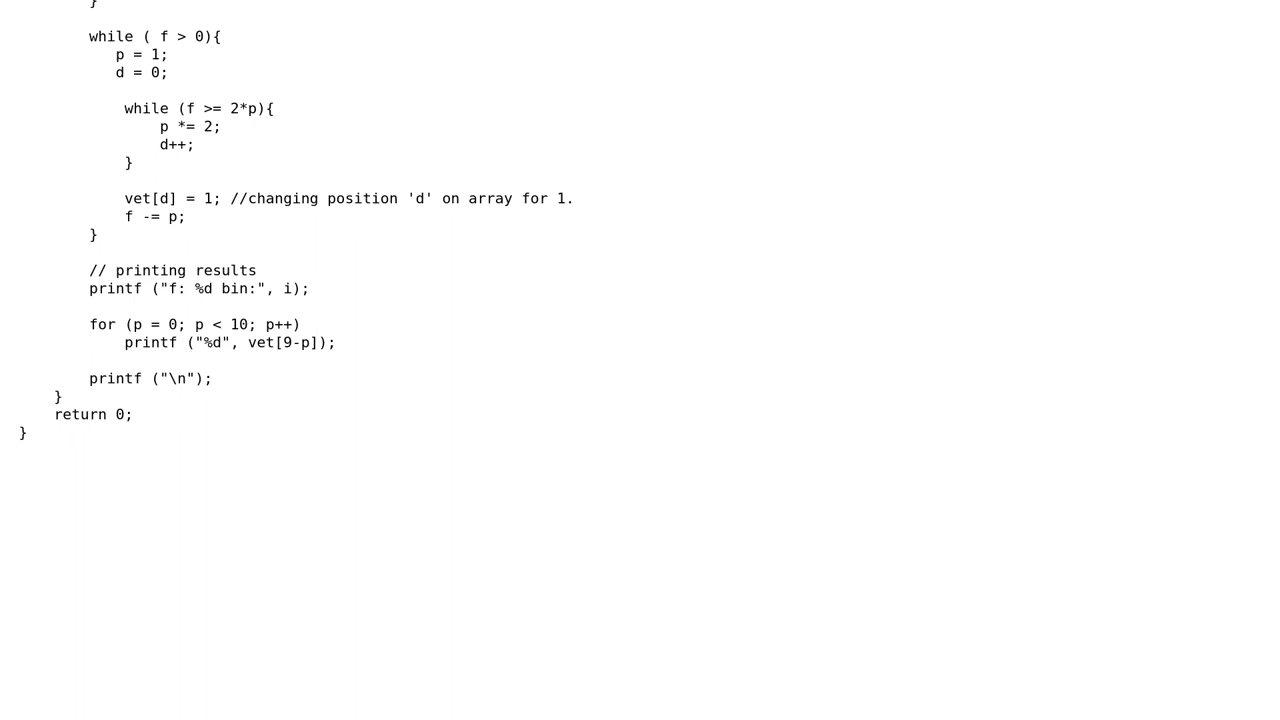 }
while ( f > 0){
p = 1;
d = 0;
while (f >= 2*p){
p *= 2;
d++;
}
vet[d] = 1; //changing position 'd' on array for 1.
f -= p;
}
// printing results
printf ("f: %d bin:", i);
for (p = 0; p < 10; p++)
printf ("%d", vet[9-p]);
printf ("\n");
}
return 0;
}